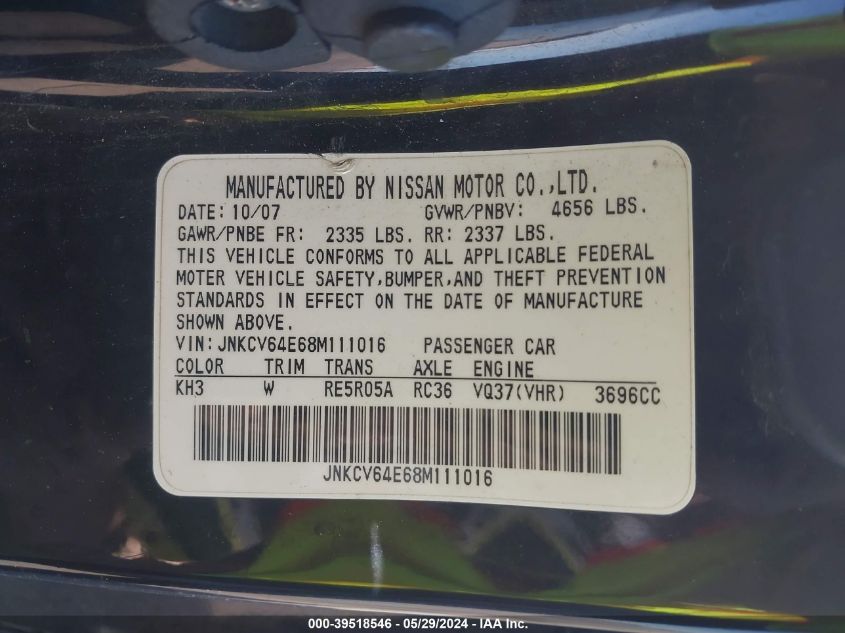 MANUFACTURED BY NISSAN MOTOR CO.,LTD.
DATE: 10/07 GVWR/PNBV: 4656 LBS.
GAWR/PNBE FR: 2335 LBS. RR: 2337 LBS.
THIS VEHICLE CONFORMS TO ALL APPLICABLE FEDERAL
MOTER VEHICLE SAFETY,BUMPER,AND THEFT PREVENTION
STANDARDS IN EFFECT ON THE DATE OF MANUFACTURE
SHOWN ABOVE.
VIN:JNKCV64E68M111016 PASSENGER CAR
COLOR TRIM TRANS AXLE ENGINE
KH3 W RE5R05A RC36 VQ37(VHR) 3696CC
JNKCV64E68M111016
000-39518546 - 05/29/2024 - IAA Inc.